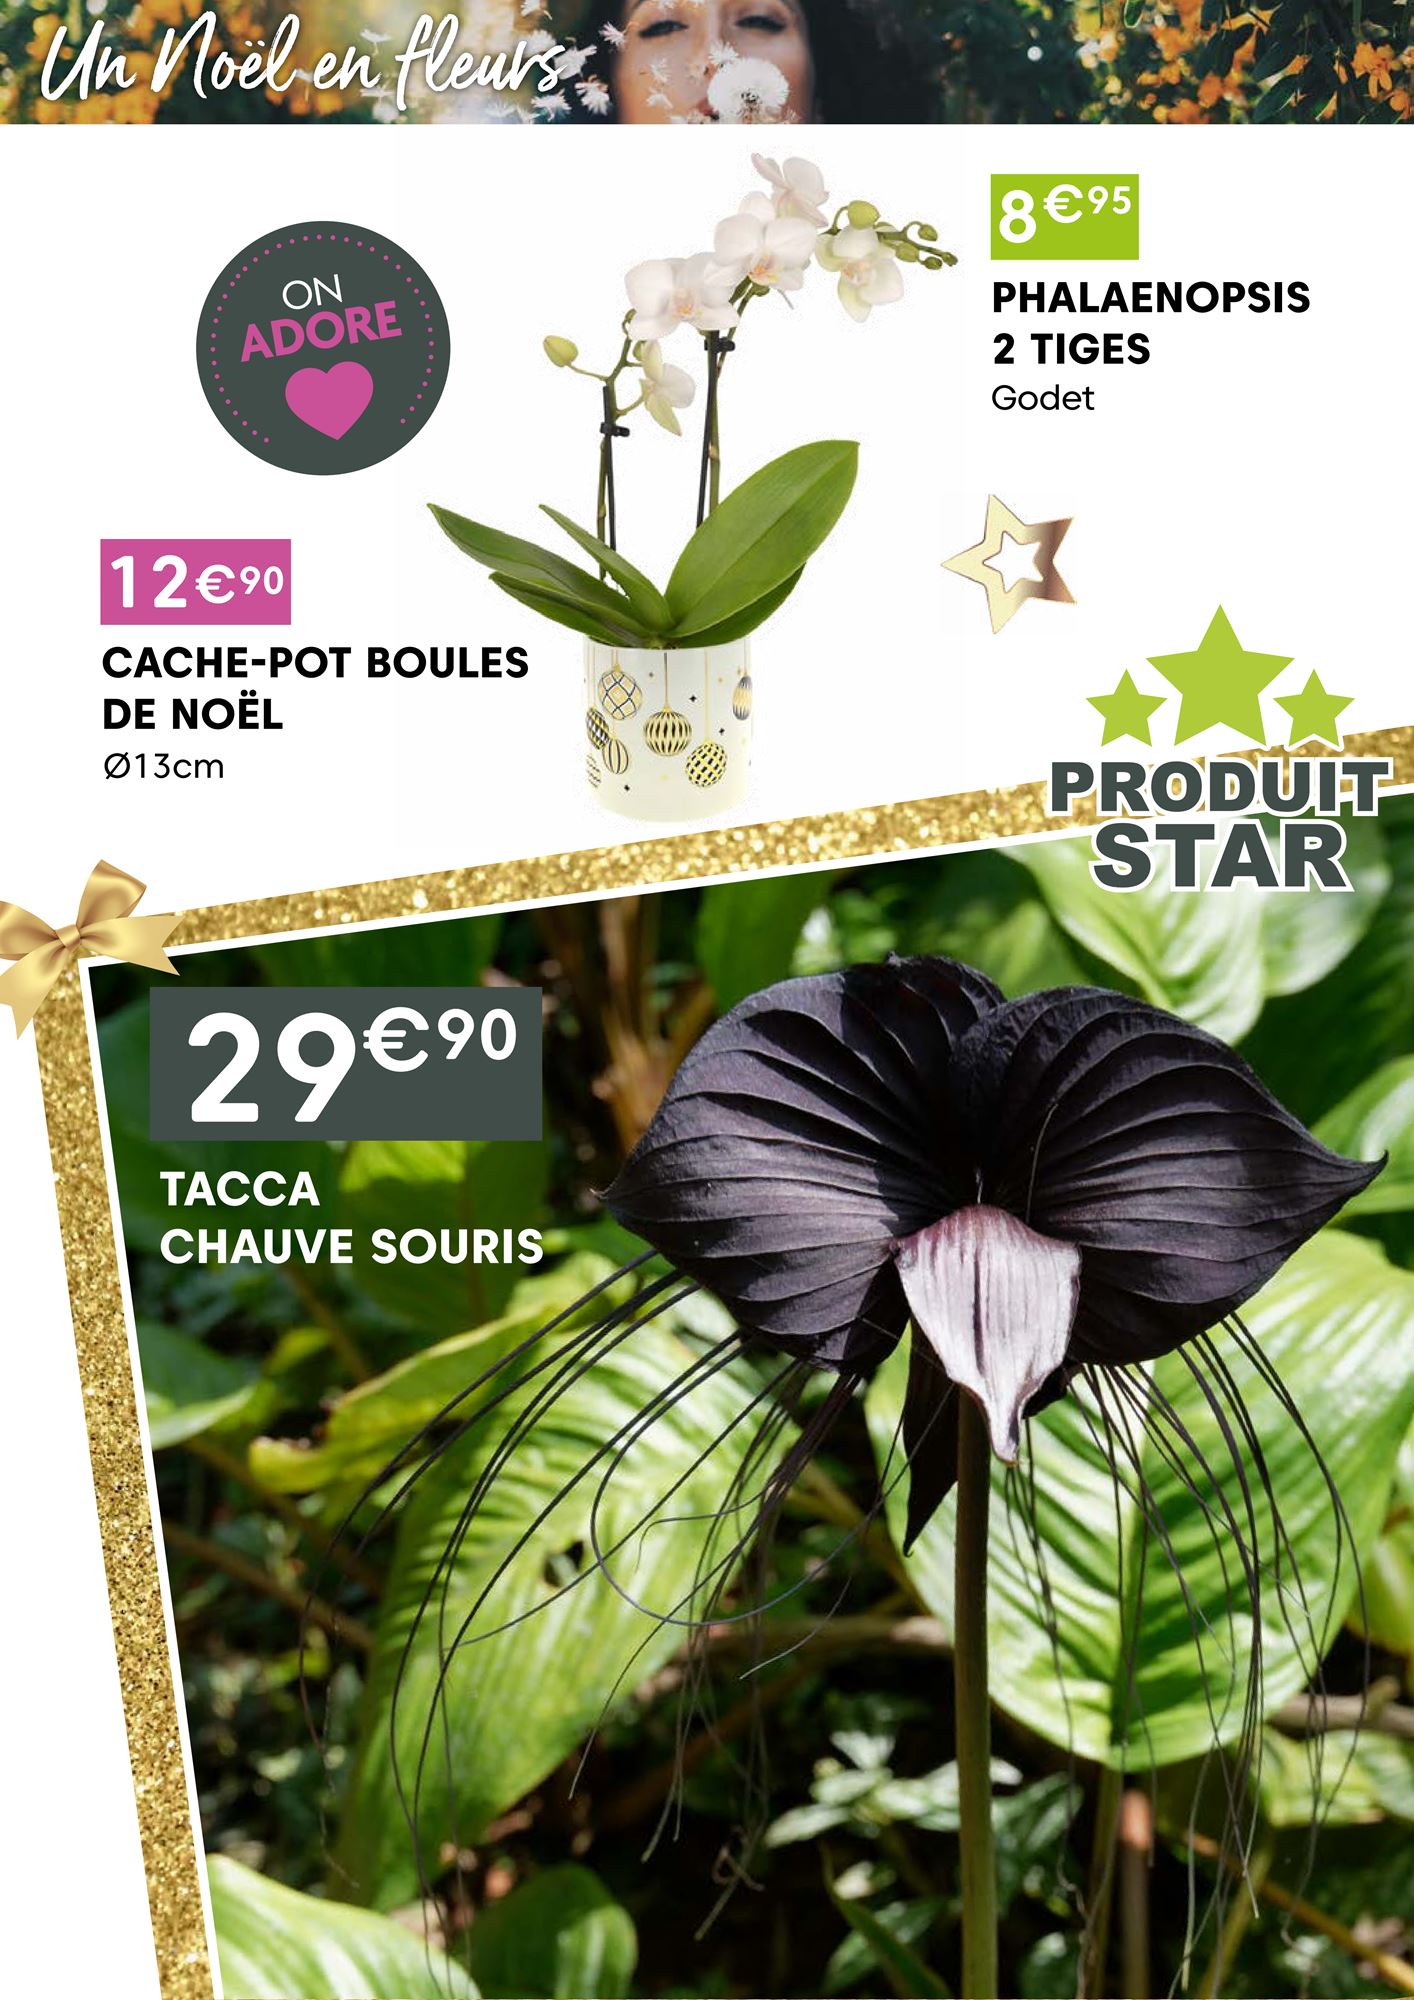 Un Noël en fleurs
8€95
PHALAENOPSIS
2 TIGES
Godet
ON
ADORE
12€90
CACHE-POT BOULES
DE NOËL
Ø13cm
PRODUIT
STAR
29€90
TACCA
CHAUVE SOURIS